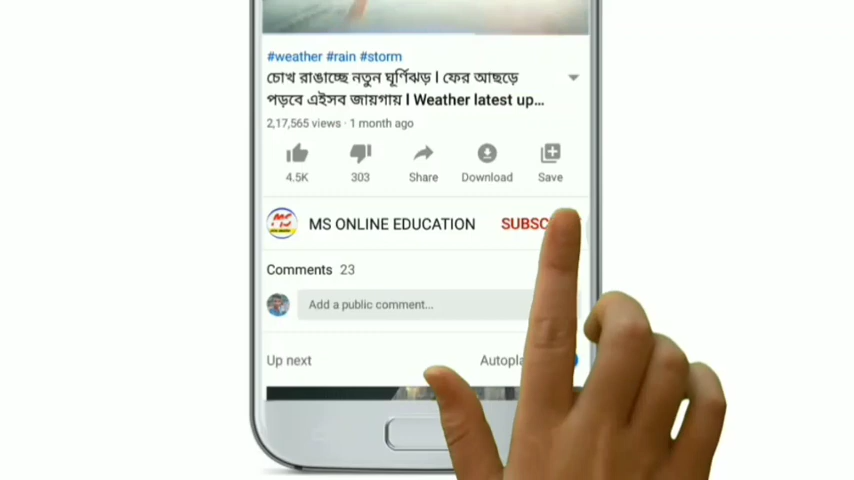 #weather #rain #storm
চোখ রাঙাচ্ছে নতুন ঘূর্ণিঝড় l ফের আছড়ে
পড়বে এইসব জায়গায় l Weather latest up...
2,17,565 views · 1 month ago
4.5K 303 Share Download Save
MS
MS ONLINE EDUCATION SUBSC
Comments 23
Add a public comment...
Up next Autopla